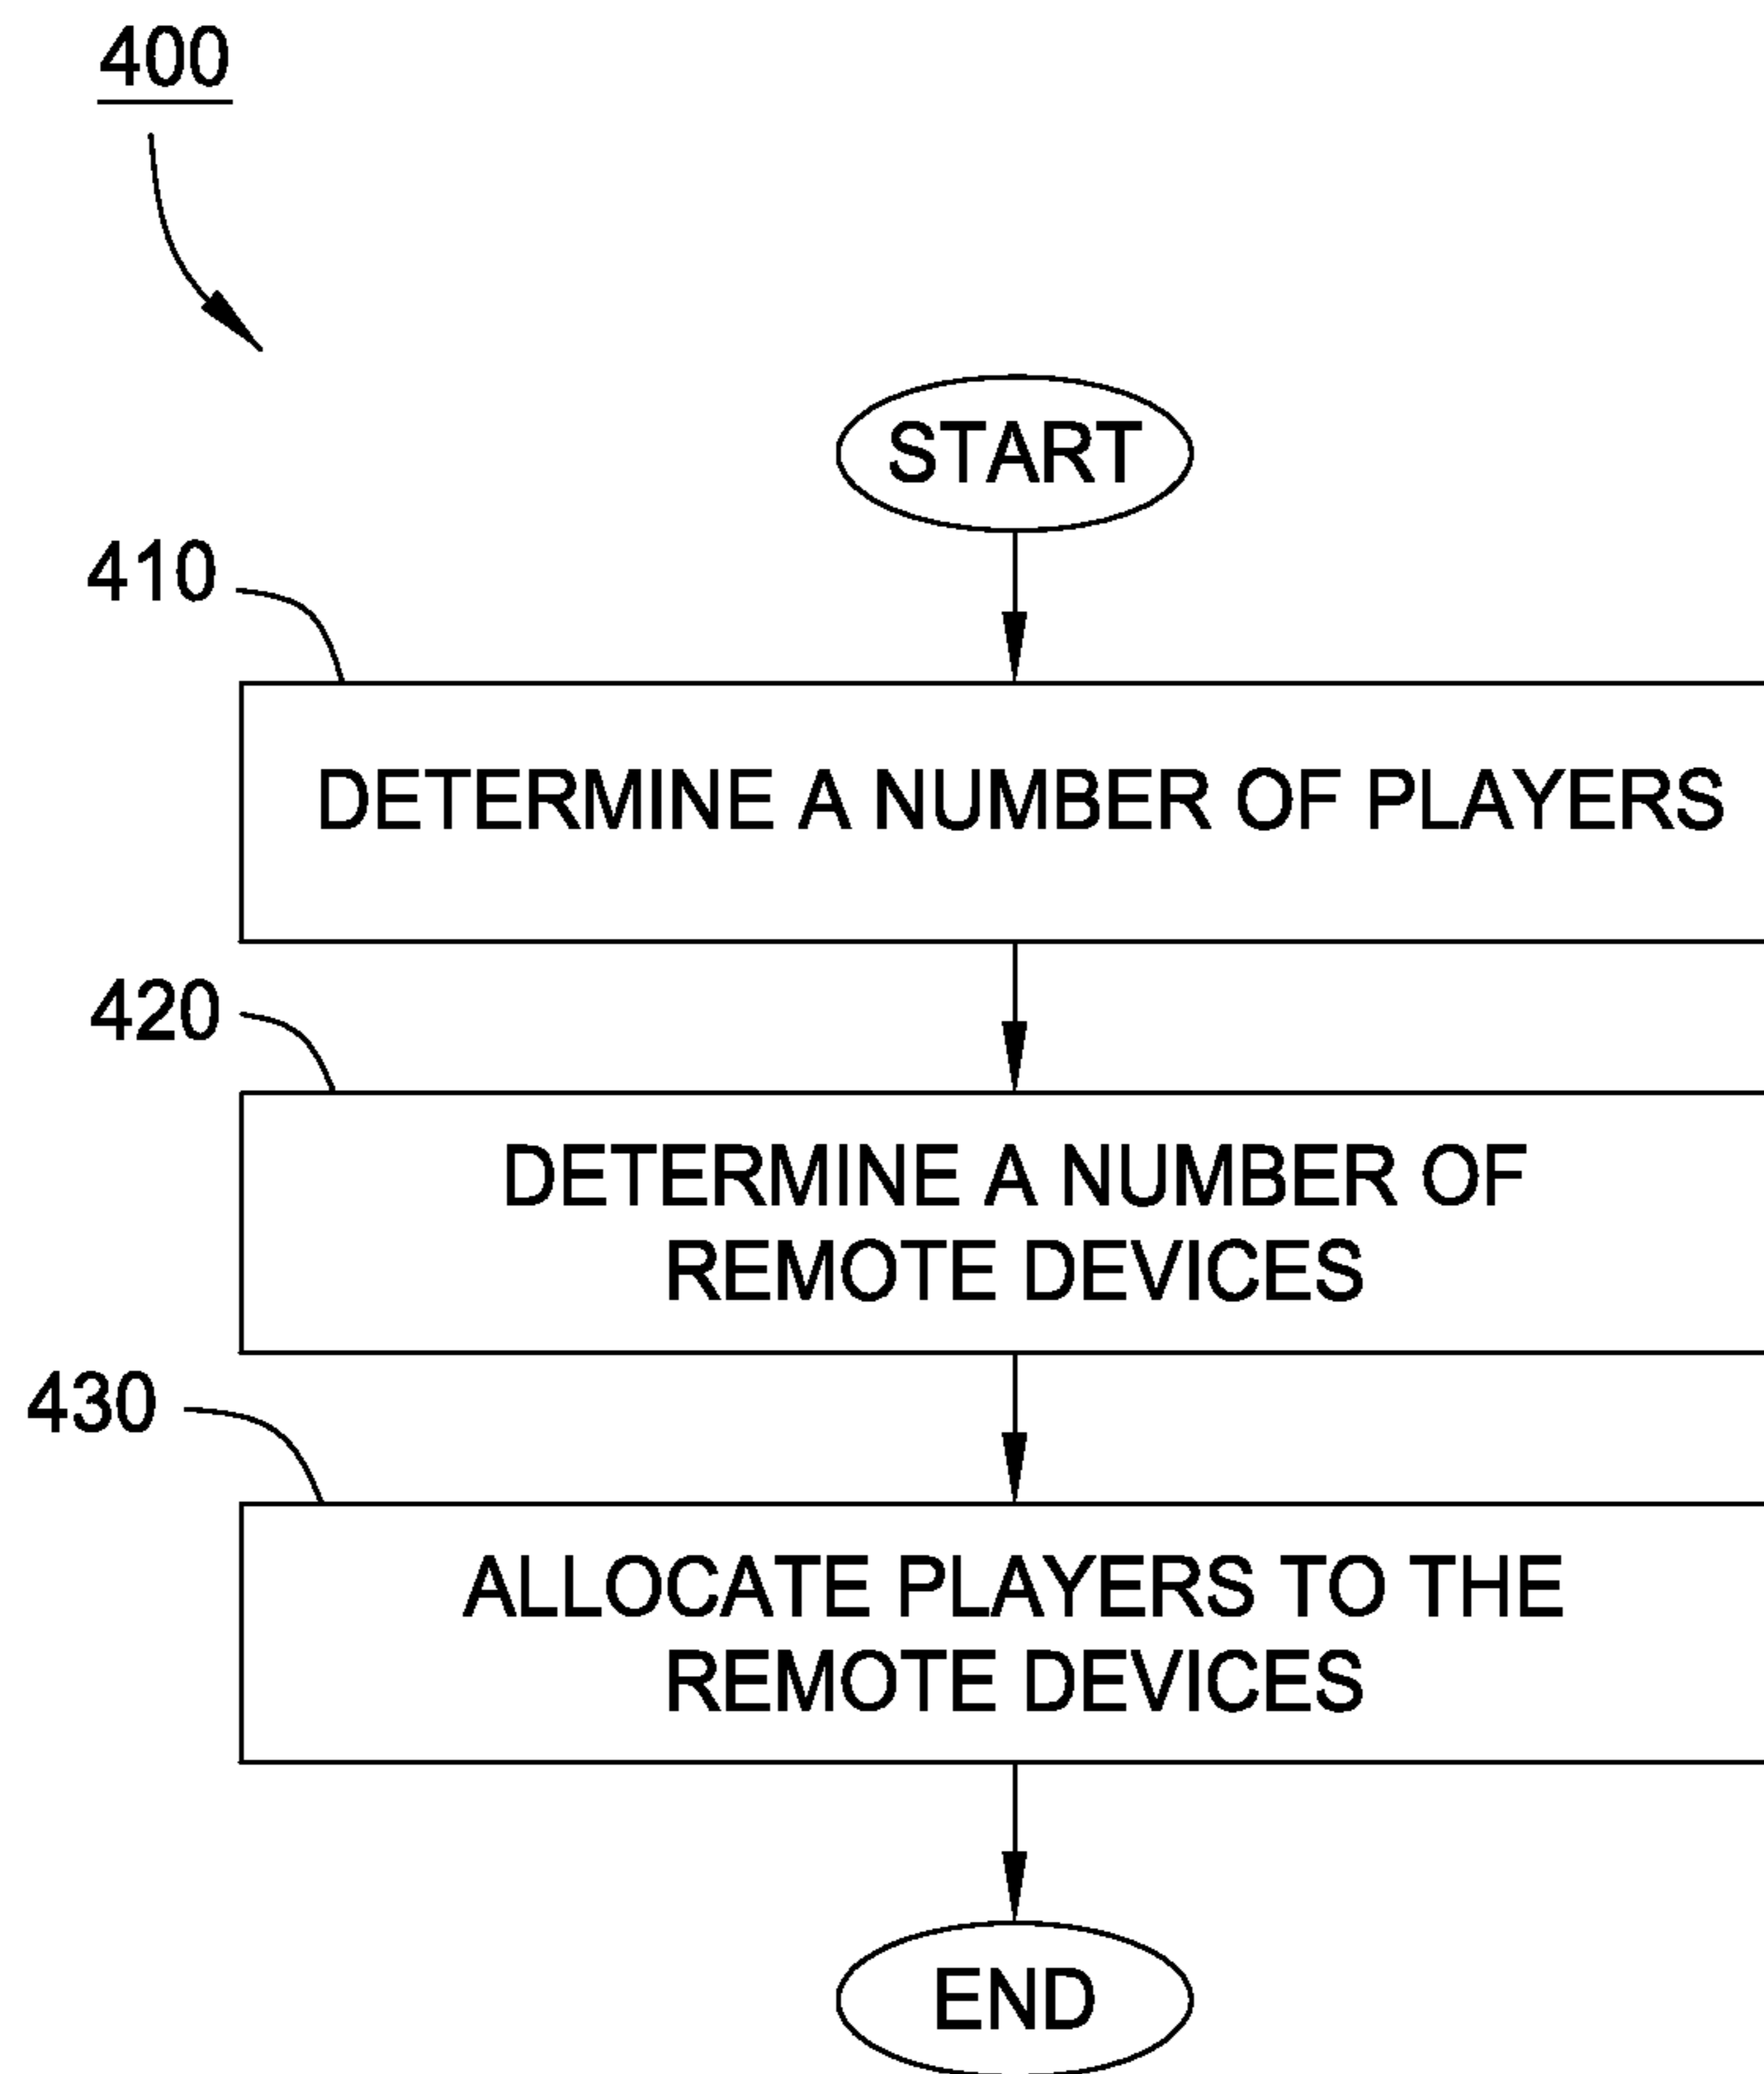 400
START
410
DETERMINE A NUMBER OF PLAYERS
420
DETERMINE A NUMBER OF
REMOTE DEVICES
430
ALLOCATE PLAYERS TO THE
REMOTE DEVICES
END